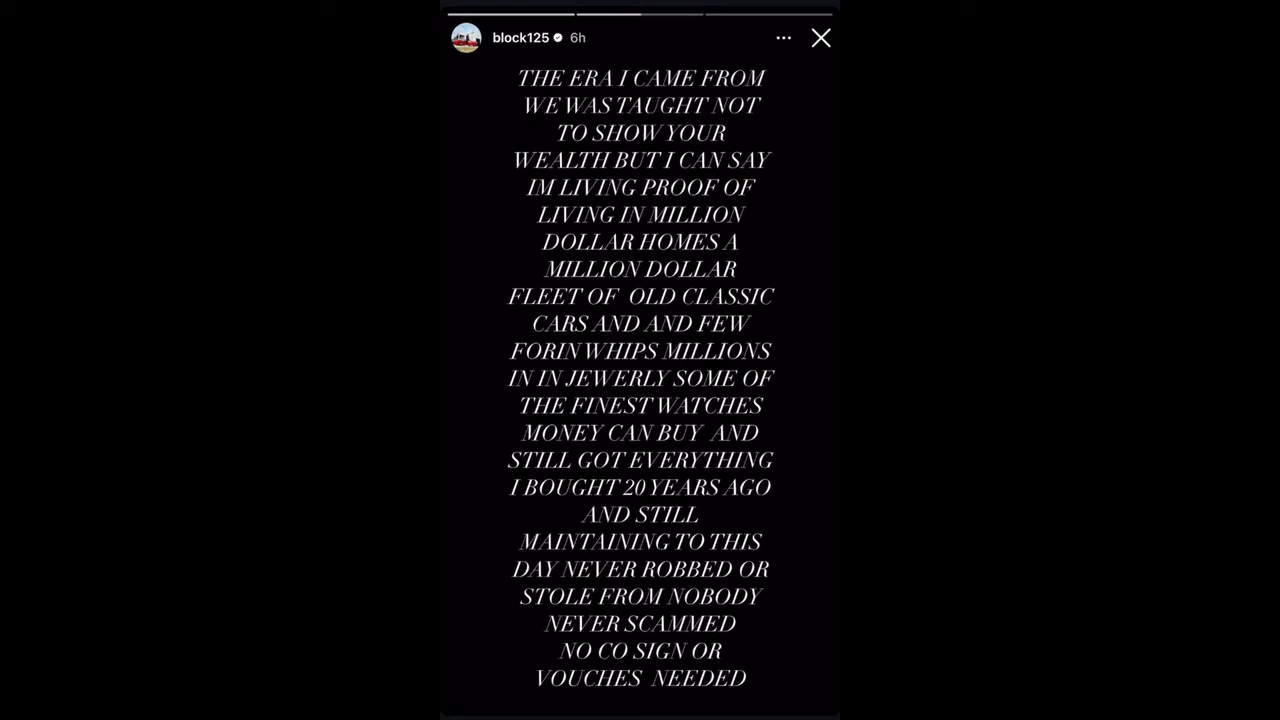 block125 6h
THE ERA I CAME FROM
WE WAS TAUGHT NOT
TO SHOW YOUR
WEALTH BUT I CAN SAY
IM LIVING PROOF OF
LIVING IN MILLION
DOLLAR HOMES A
MILLION DOLLAR
FLEET OF OLD CLASSIC
CARS AND AND FEW
FORIN WHIPS MILLIONS
IN IN JEWERLY SOME OF
THE FINEST WATCHES
MONEY CAN BUY AND
STILL GOT EVERYTHING
I BOUGHT 20 YEARS AGO
AND STILL
MAINTAINING TO THIS
DAY NEVER ROBBED OR
STOLE FROM NOBODY
NEVER SCAMMED
NO CO SIGN OR
VOUCHES NEEDED